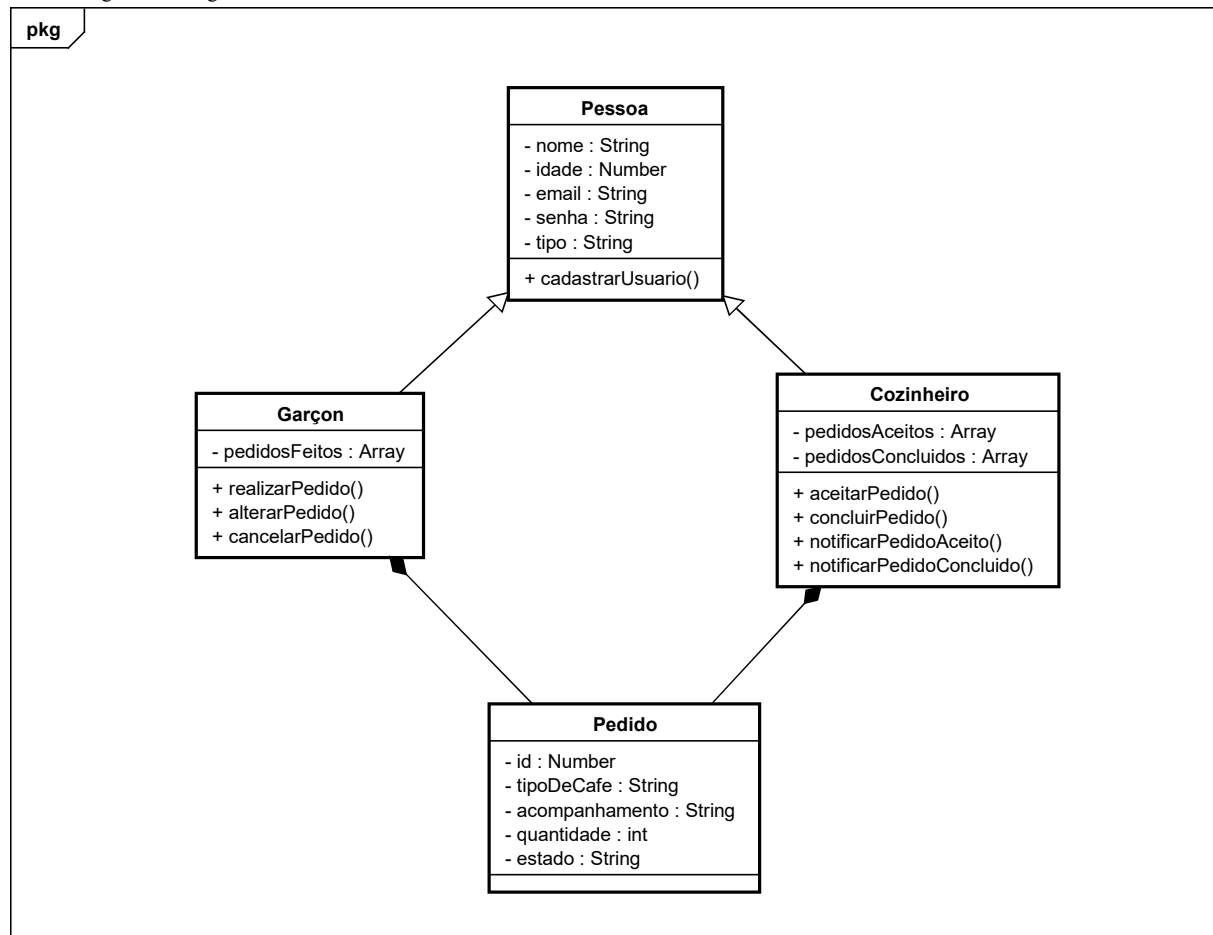 pkg
Pessoa
- nome : String
- idade : Number
- email : String
- senha : String
- tipo : String
+ cadastrarUsuario()
Garçon
- pedidosFeitos : Array
+ realizarPedido()
+ alterarPedido()
+ cancelarPedido()
Cozinheiro
- pedidosAceitos : Array
- pedidosConcluidos : Array
+ aceitarPedido()
+ concluirPedido()
+ notificarPedidoAceito()
+ notificarPedidoConcluido()
Pedido
- id : Number
- tipoDeCafe : String
- acompanhamento : String
- quantidade : int
- estado : String